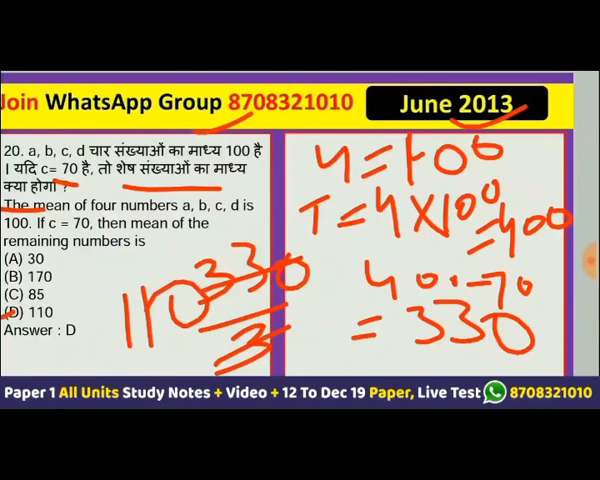 Join WhatsApp Group 8708321010
June 2013
20. a, b, c, d चार संख्याओं का माध्य 100 है
। यदि c= 70 है, तो शेष संख्याओं का माध्य
क्या होगा ?
The mean of four numbers a, b, c, d is
100. If c = 70, then mean of the
remaining numbers is
(A) 30
(B) 170
(C) 85
(D) 110
Answer : D
110 330
3
4=100
T=4×100
=400
400-70
=330
Paper 1 All Units Study Notes + Video + 12 To Dec 19 Paper, Live Test 8708321010